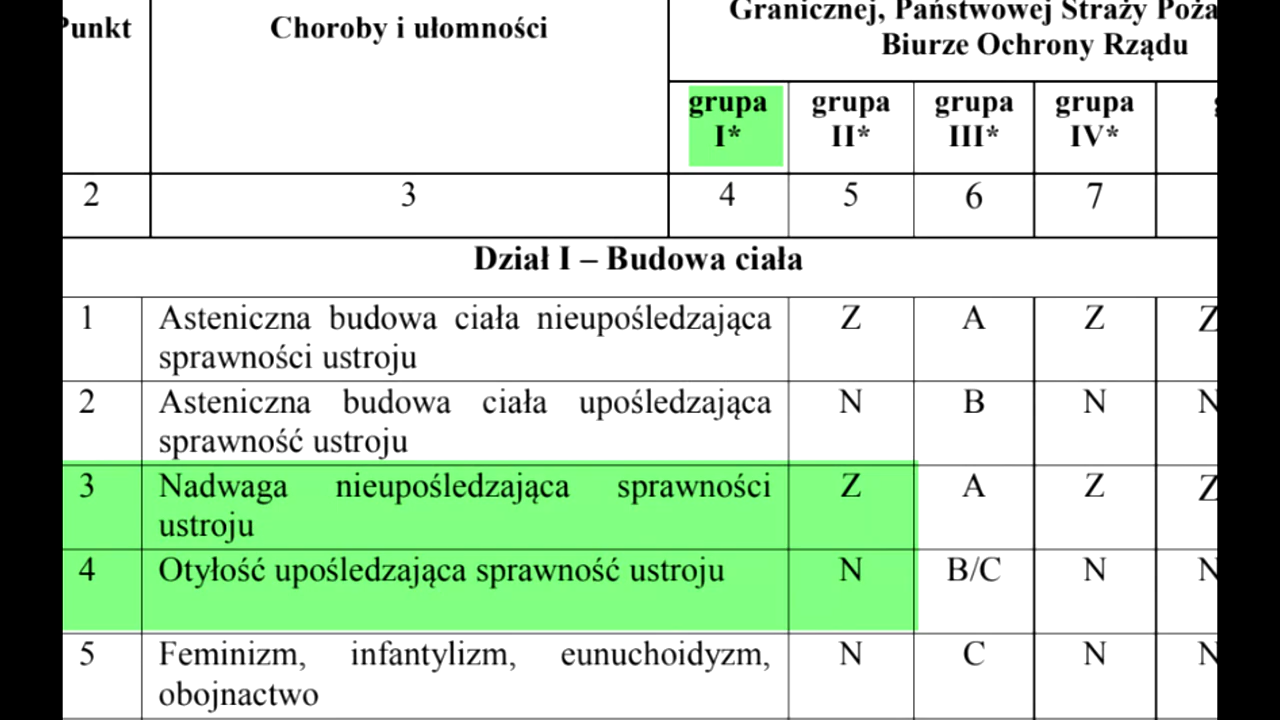 Punkt
Choroby i ułomności
Granicznej, Państwowej Straży
Biurze Ochrony Rządu
grupa I*
grupa II*
grupa III*
grupa IV*
2 3 4 5 6 7
Dział I – Budowa ciała
1 Asteniczna budowa ciała nieupośledzająca Z A Z Z
sprawności ustroju
2 Asteniczna budowa ciała upośledzająca N B N N
sprawność ustroju
3 Nadwaga nieupośledzająca sprawności Z A Z Z
ustroju
4 Otyłość upośledzająca sprawność ustroju N B/C N N
5 Feminizm, infantylizm, eunuchoidyzm, N C N N
obojnactwo